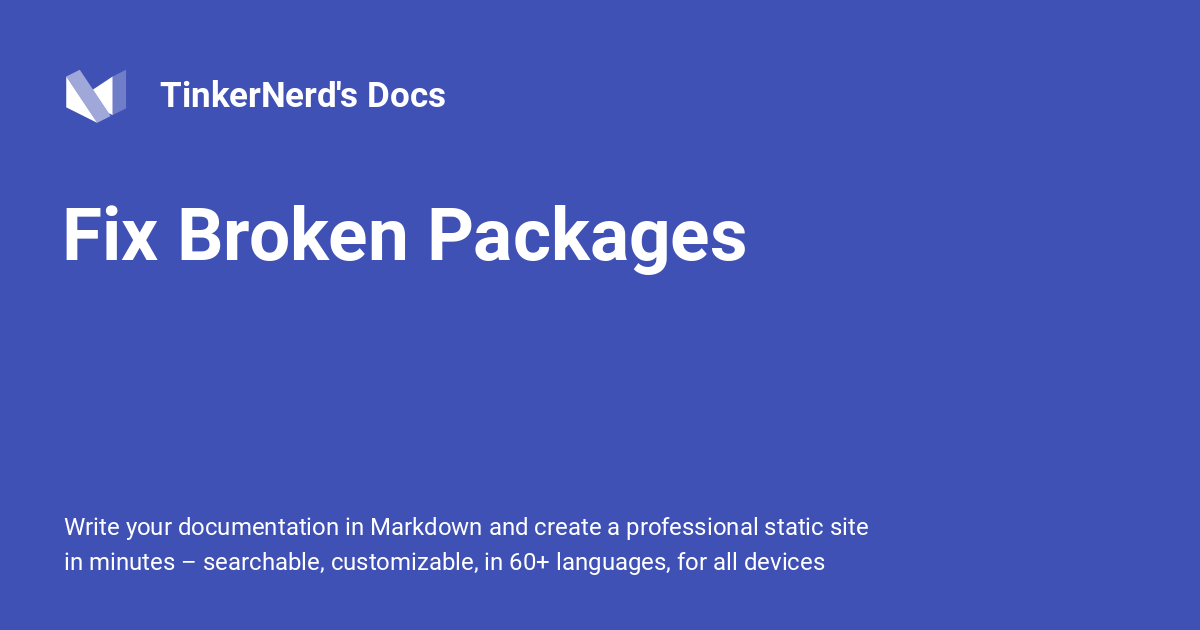 TinkerNerd's Docs
Fix Broken Packages
Write your documentation in Markdown and create a professional static site
in minutes – searchable, customizable, in 60+ languages, for all devices